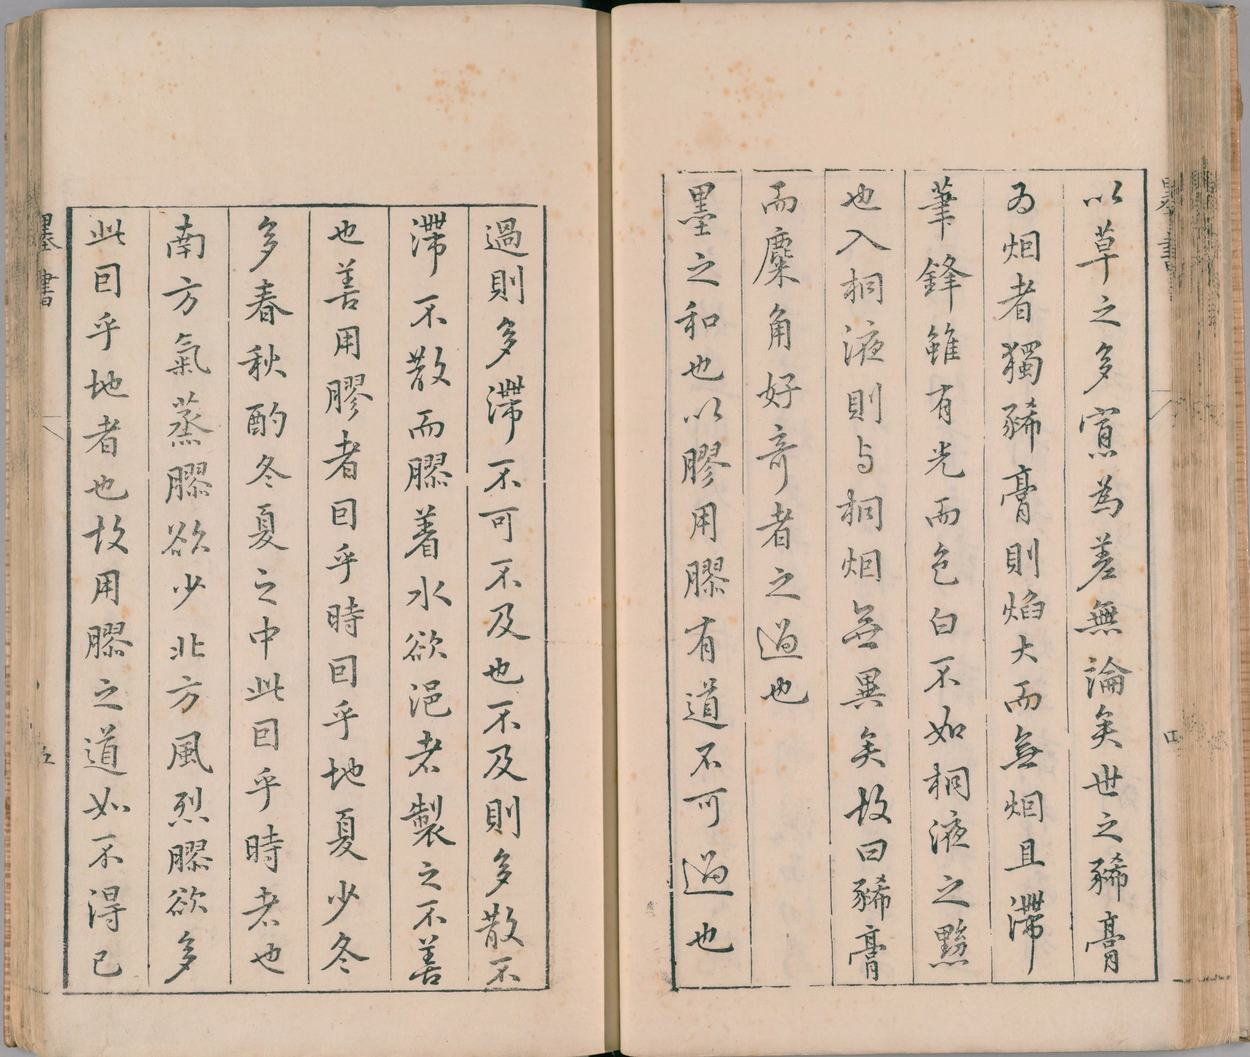 以草之多寡為差無論矣世之豨膏
為烟者獨豨膏則焰大而無烟且滯
筆鋒雖有光而色白不如桐液之黟
也入桐液則与桐烟無異矣故曰豨膏
而麋角好奇者之過也
墨之和也以膠用膠有道不可過也
過則多滯不可不及也不及則多散不
滯不散而膠着水欲浥者製之不善
也善用膠者因乎時因乎地夏少冬
多春秋酌冬夏之中此因乎時者也
南方氣蒸膠欲少北方風烈膠欲多
此因乎地者也故用膠之道如不得已
墨書
四
墨書
五